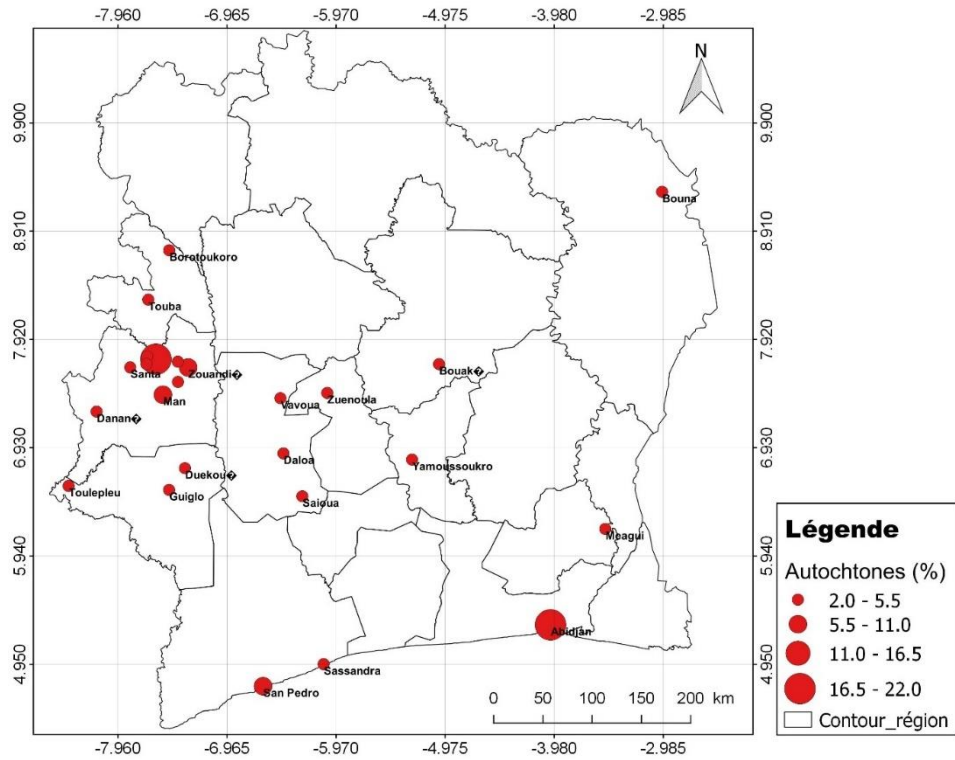 -7.960 -6.965 -5.970 -4.975 -3.980 -2.985
N
9.900 9.900
Bouna
8.910 8.910
Borotoukoro
Touba
7.920 7.920
Santa Zouandi� Bouak�
Man Vavoua Zuenoula
Danan�
6.930 6.930
Daloa Yamoussoukro
Duekou�
Toulepleu Guiglo Saioua
Meagui
5.940 5.940
Abidjan
4.950 4.950
Sassandra
San Pedro
0 50 100 150 200 km
-7.960 -6.965 -5.970 -4.975 -3.980 -2.985
Légende
Autochtones (%)
2.0 - 5.5
5.5 - 11.0
11.0 - 16.5
16.5 - 22.0
Contour_région